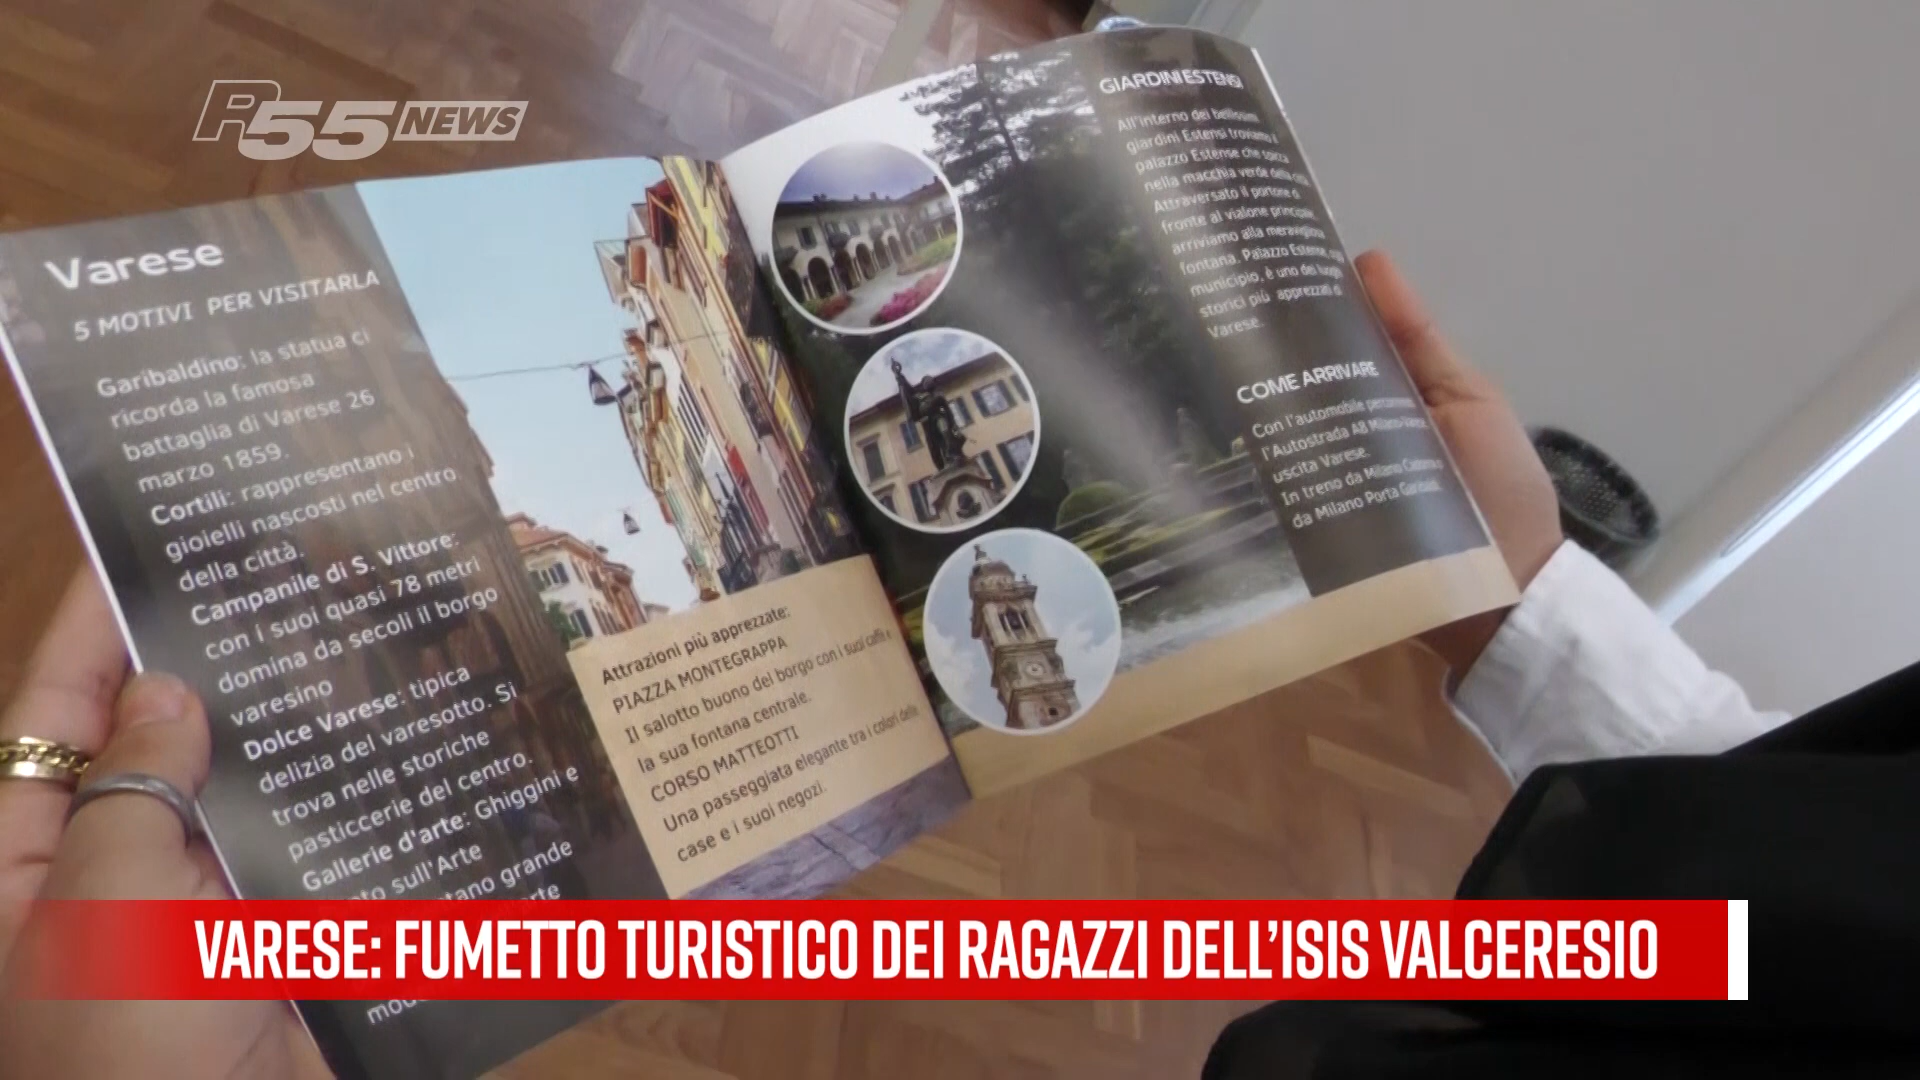 R55 NEWS
Varese
5 MOTIVI PER VISITARLA
Garibaldino: la statua ci
ricorda la famosa
battaglia di Varese 26
marzo 1859.
Cortili: rappresentano i
gioielli nascosti nel centro
della città.
Campanile di S. Vittore:
con i suoi quasi 78 metri
domina da secoli il borgo
varesino
Dolce Varese: tipica
delizia del varesotto. Si
trova nelle storiche
pasticcerie del centro.
Gallerie d'arte: Ghiggini e
sull'Arte
grande
Attrazioni più apprezzate:
PIAZZA MONTEGRAPPA
Il salotto buono del borgo con i suoi caffè e
la sua fontana centrale.
CORSO MATTEOTTI
Una passeggiata elegante tra i colori delle
case e i suoi negozi.
GIARDINI ESTENSI
All'interno dei bellissimi
giardini Estensi troviamo il
palazzo Estense che sorge
nella macchia verde della città.
Attraversato il portone di
fronte al vialone principale,
arriviamo alla meravigliosa
fontana. Palazzo Estense, oggi
municipio, è uno dei luoghi
storici più apprezzati di
Varese.
COME ARRIVARE
Con l'automobile
l'Autostrada A8 Milano-Varese,
uscita Varese.
In treno da Milano Cadorna o
da Milano Porta Garibaldi.
VARESE: FUMETTO TURISTICO DEI RAGAZZI DELL'ISIS VALCERESIO